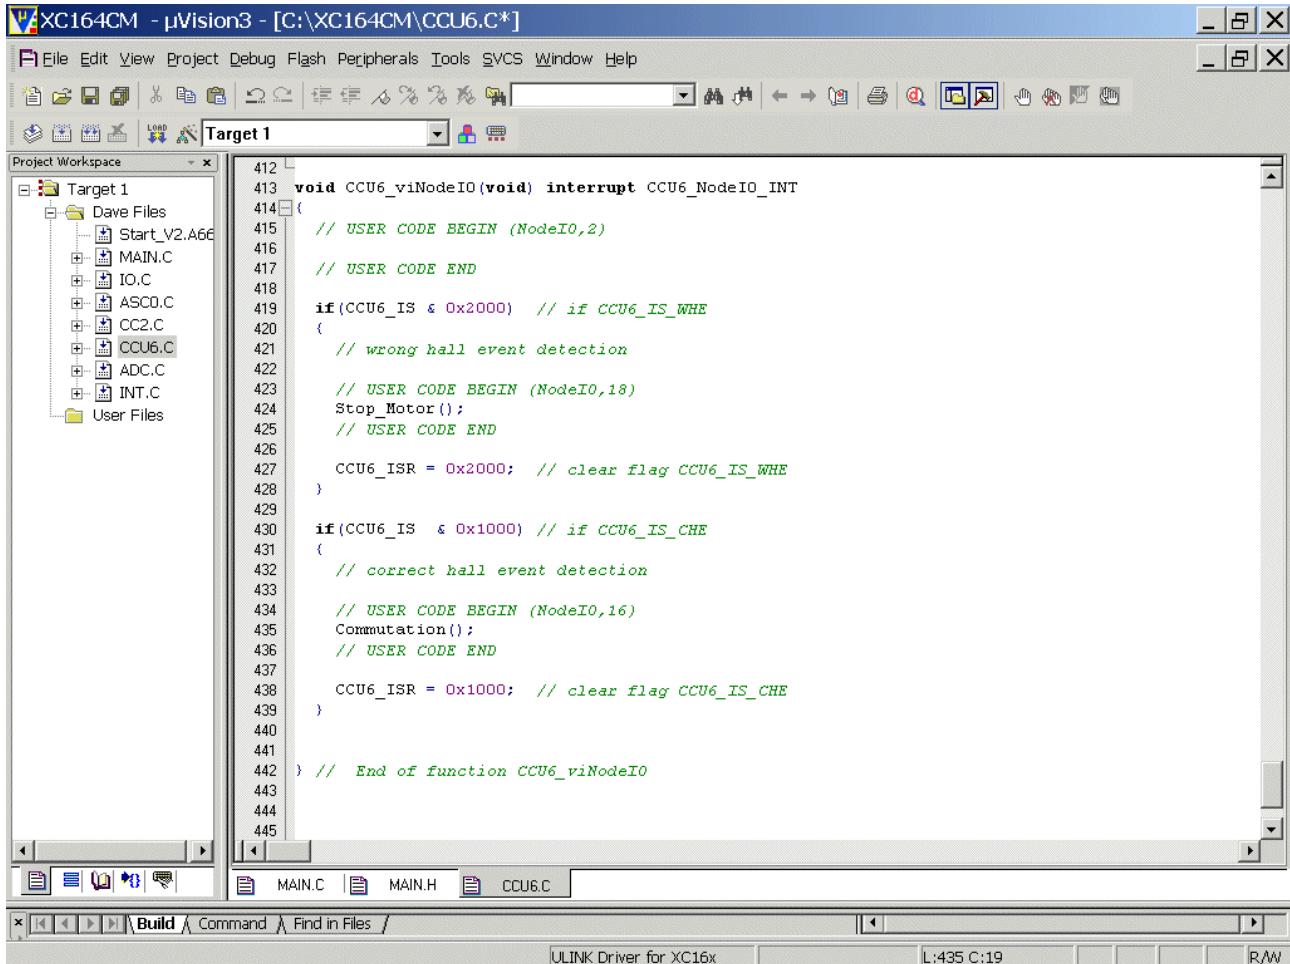 XC164CM - µVision3 - [C:\XC164CM\CCU6.C*]
File Edit View Project Debug Flash Peripherals Tools SVCS Window Help
LOAD Target 1
Project Workspace
Target 1
Dave Files
Start_V2.A66
MAIN.C
IO.C
ASC0.C
CC2.C
CCU6.C
ADC.C
INT.C
User Files
412
413 void CCU6_viNodeI0(void) interrupt CCU6_NodeI0_INT
414 {
415 // USER CODE BEGIN (NodeI0,2)
416
417 // USER CODE END
418
419 if(CCU6_IS & 0x2000) // if CCU6_IS_WHE
420 {
421 // wrong hall event detection
422
423 // USER CODE BEGIN (NodeI0,18)
424 Stop_Motor();
425 // USER CODE END
426
427 CCU6_ISR = 0x2000; // clear flag CCU6_IS_WHE
428 }
429
430 if(CCU6_IS & 0x1000) // if CCU6_IS_CHE
431 {
432 // correct hall event detection
433
434 // USER CODE BEGIN (NodeI0,16)
435 Commutation();
436 // USER CODE END
437
438 CCU6_ISR = 0x1000; // clear flag CCU6_IS_CHE
439 }
440
441
442 } // End of function CCU6_viNodeI0
443
444
445
MAIN.C MAIN.H CCU6.C
Build Command Find in Files
ULINK Driver for XC16x L:435 C:19 R/W